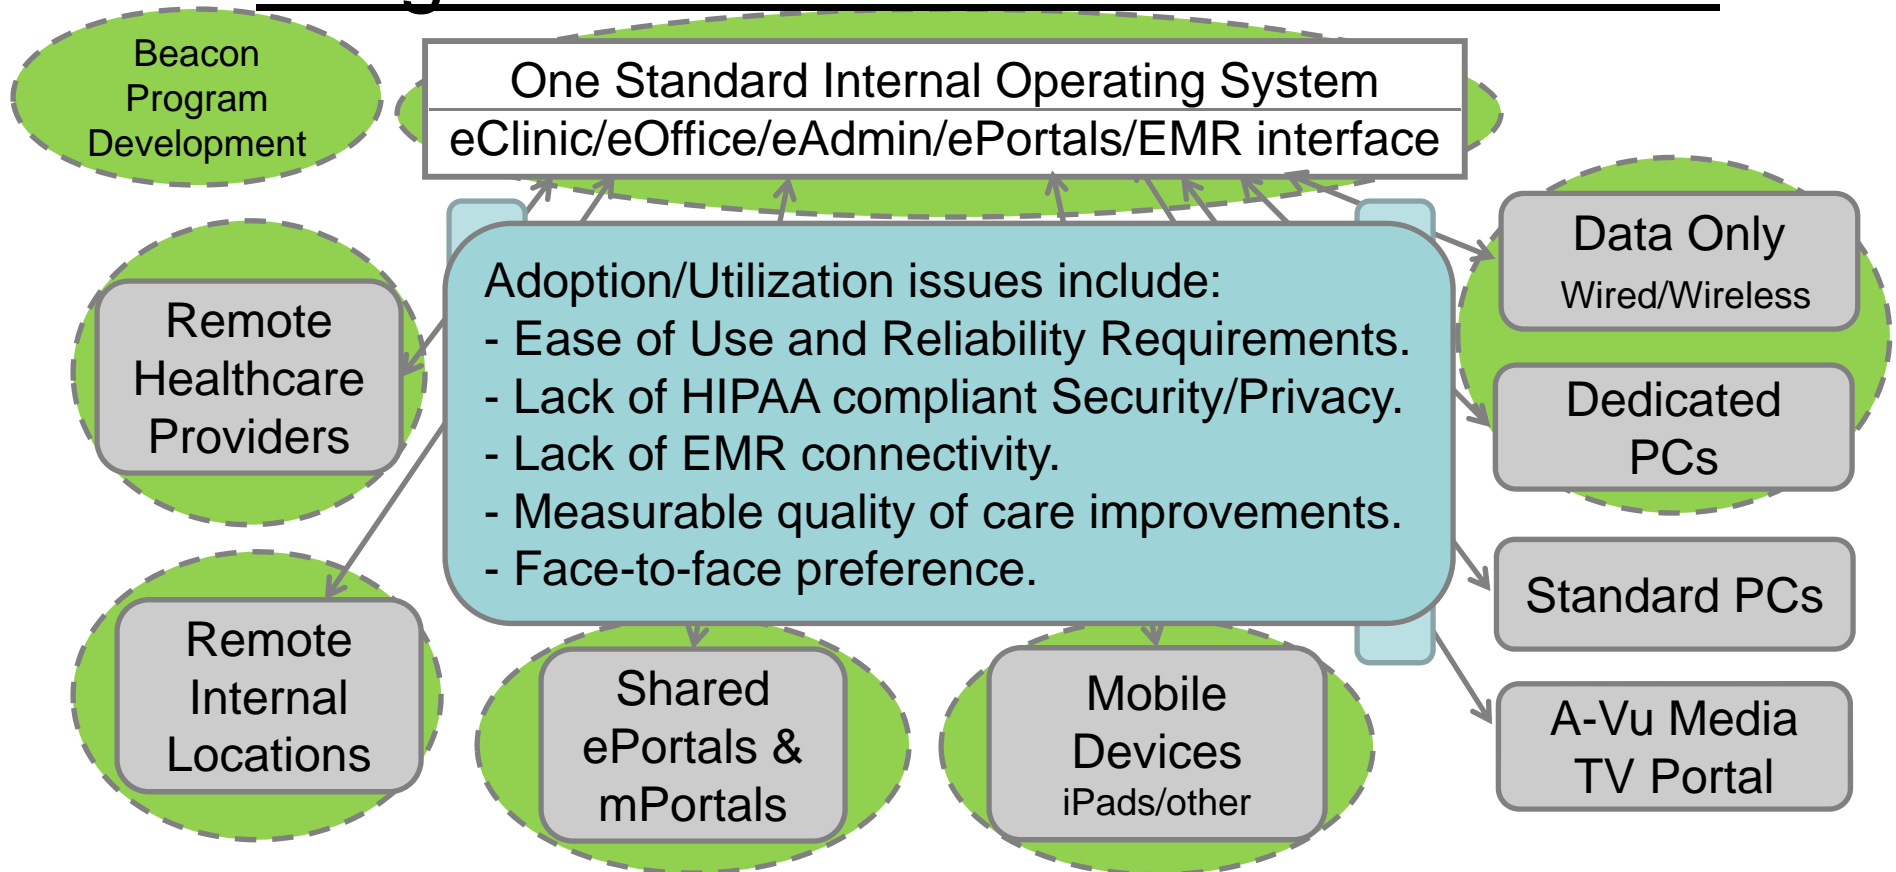 Beacon
Program
Development
One Standard Internal Operating System
eClinic/eOffice/eAdmin/ePortals/EMR interface
Data Only
Wired/Wireless
Adoption/Utilization issues include:
- Ease of Use and Reliability Requirements.
- Lack of HIPAA compliant Security/Privacy.
- Lack of EMR connectivity.
- Measurable quality of care improvements.
- Face-to-face preference.
Remote
Healthcare
Providers
Dedicated
PCs
Standard PCs
Remote
Internal
Locations
Shared
ePortals &
mPortals
Mobile
Devices
iPads/other
A-Vu Media
TV Portal